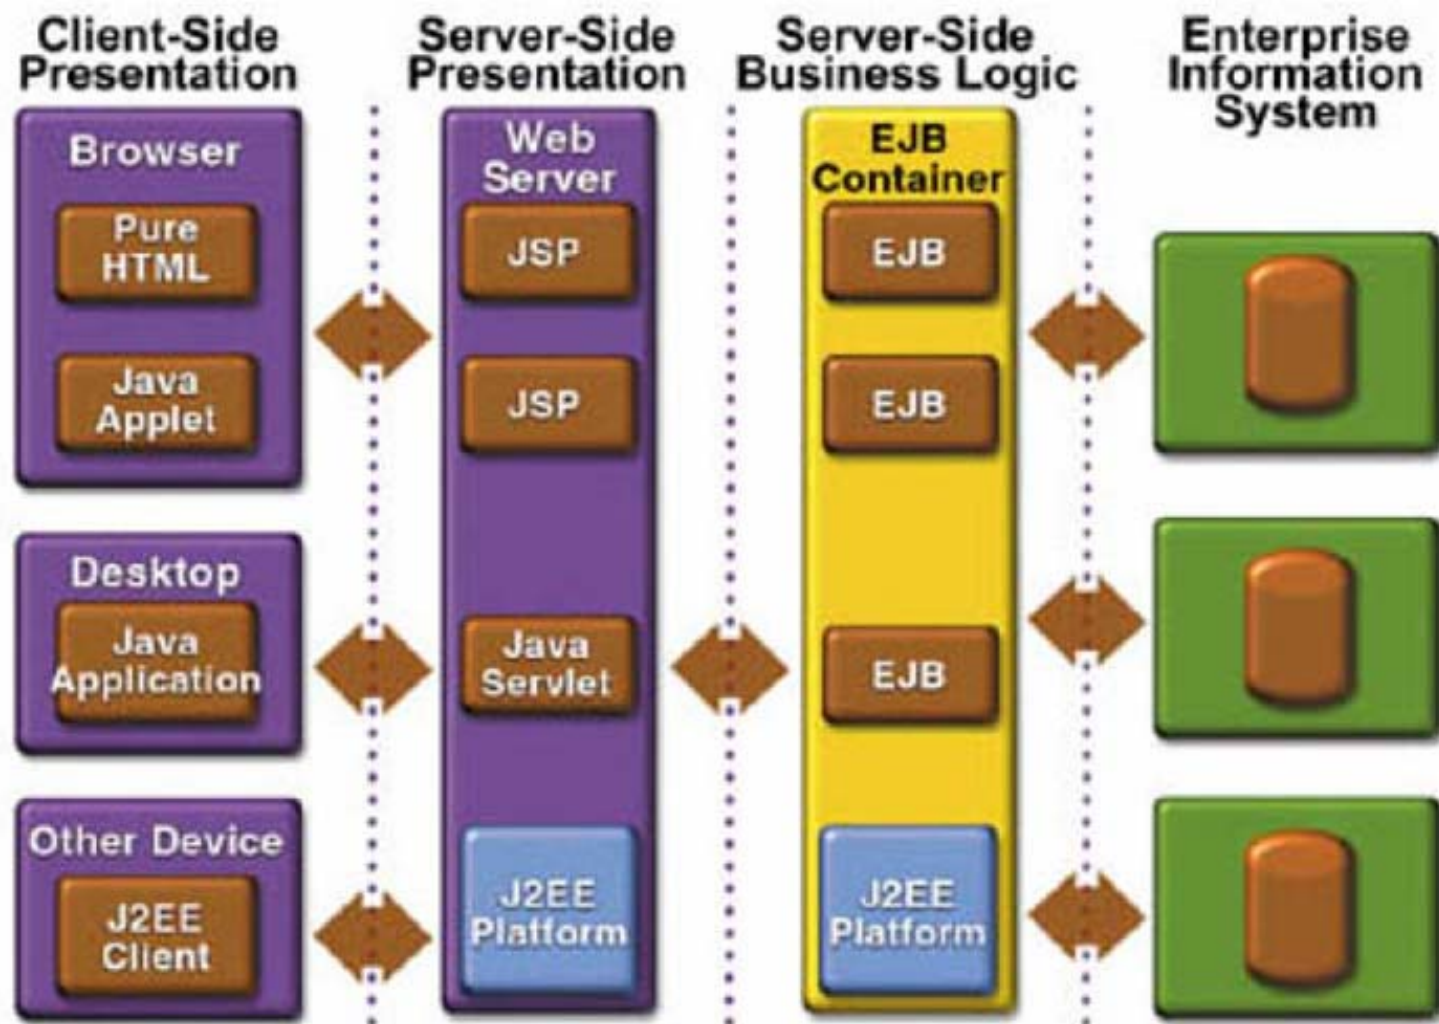 Client-Side
Presentation
Server-Side
Presentation
Server-Side
Business Logic
Enterprise
Information
System
Browser
Pure
HTML
Java
Applet
Desktop
Java
Application
Other Device
J2EE
Client
Web
Server
JSP
JSP
Java
Servlet
J2EE
Platform
EJB
Container
EJB
EJB
EJB
J2EE
Platform